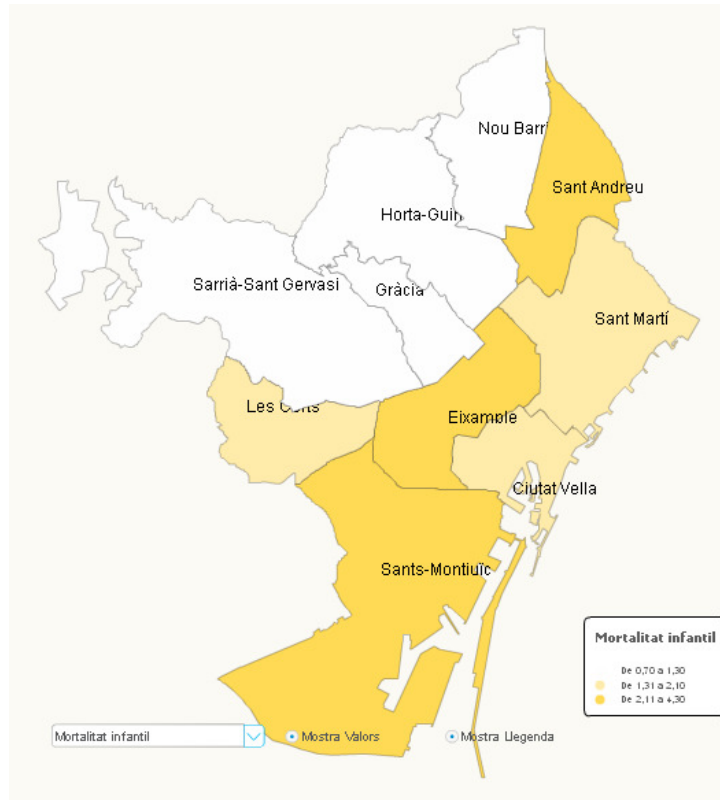 Nou Barri
Sant Andreu
Horta-Guin
Sarrià-Sant Gervasi
Gràcia
Sant Martí
Les Corts
Eixample
Ciutat Vella
Sants-Montjuïc
Mortalitat infantil
De 0,70 a 1,30
De 1,31 a 2,10
De 2,11 a 4,30
Mortalitat infantil
Mostra Valors
Mostra Llegenda